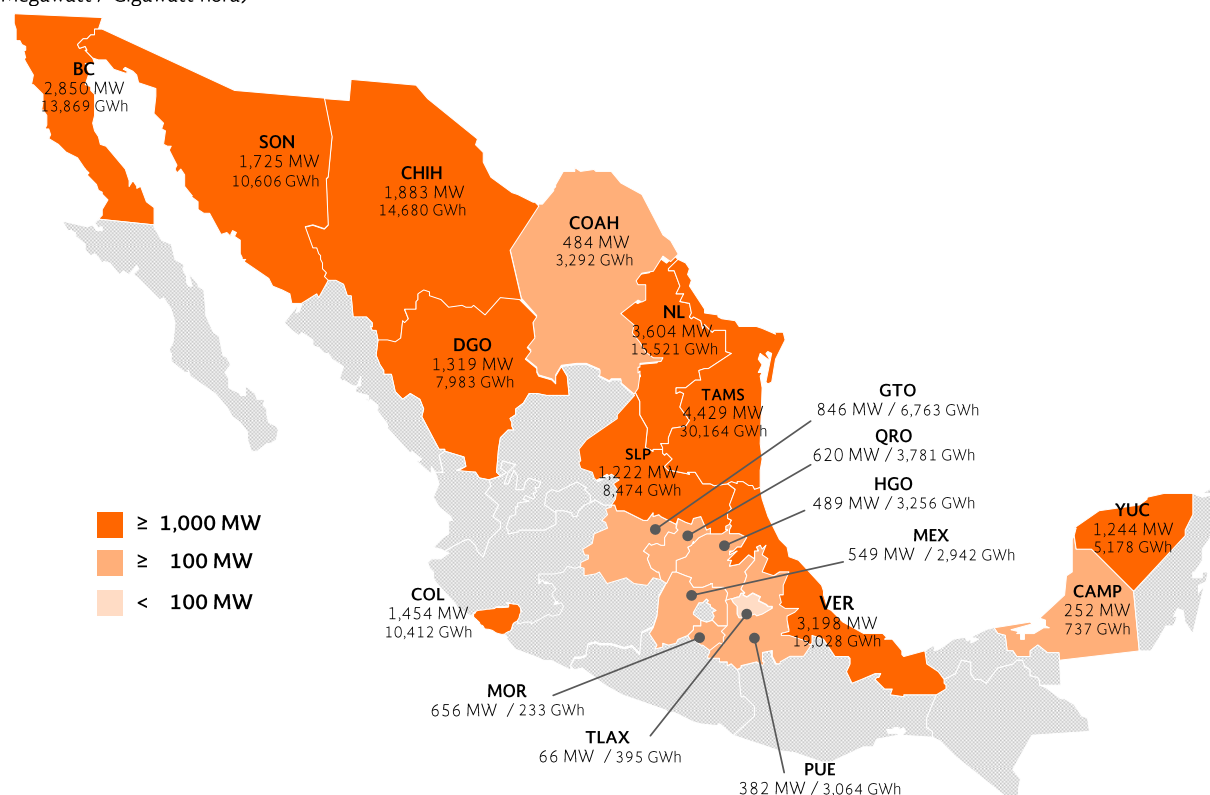 Megawatt / Gigawatt-hora)
BC
2,850 MW
13,869 GWh
SON
1,725 MW
10,606 GWh
CHIH
1,883 MW
14,680 GWh
COAH
484 MW
3,292 GWh
NL
3,604 MW
15,521 GWh
DGO
1,319 MW
7,983 GWh
TAMS
4,429 MW
30,164 GWh
GTO
846 MW / 6,763 GWh
QRO
620 MW / 3,781 GWh
SLP
1,222 MW
8,474 GWh
HGO
489 MW / 3,256 GWh
MEX
549 MW / 2,942 GWh
YUC
1,244 MW
5,178 GWh
≥ 1,000 MW
≥ 100 MW
< 100 MW
COL
1,454 MW
10,412 GWh
VER
3,198 MW
19,028 GWh
CAMP
252 MW
737 GWh
MOR
656 MW / 233 GWh
TLAX
66 MW / 395 GWh
PUE
382 MW / 3,064 GWh